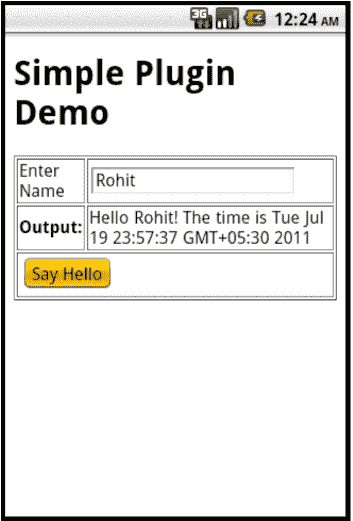 3G 12:24 AM
Simple Plugin
Demo
Enter
Name
Rohit
Output:
Hello Rohit! The time is Tue Jul
19 23:57:37 GMT+05:30 2011
Say Hello